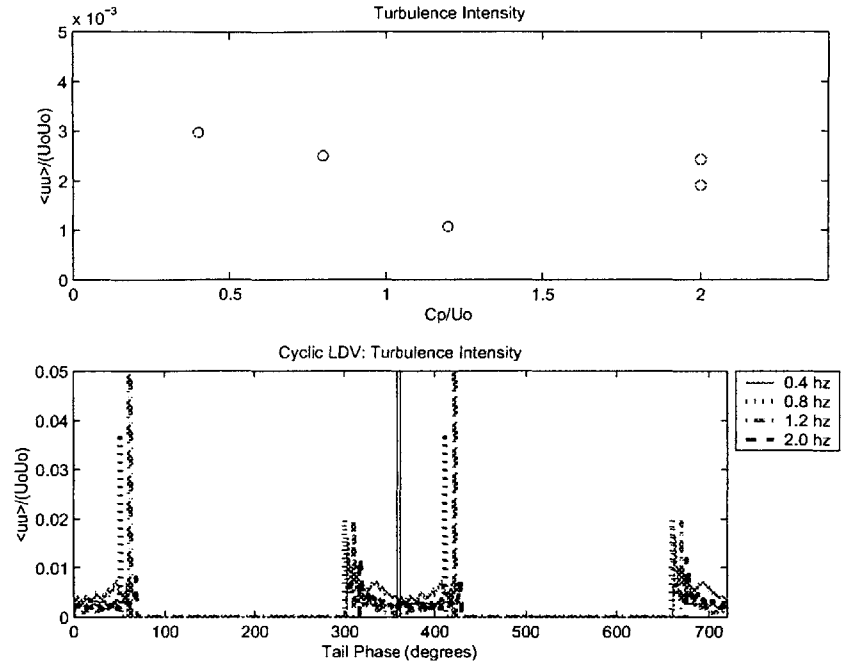 × 10⁻³
Turbulence Intensity
5
4
3
2
1
0
<uu>/(UoUo)
0 0.5 1 1.5 2
Cp/Uo
Cyclic LDV: Turbulence Intensity
0.05
0.04
0.03
0.02
0.01
0
<uu>/(UoUo)
0 100 200 300 400 500 600 700
Tail Phase (degrees)
0.4 hz
0.8 hz
1.2 hz
2.0 hz